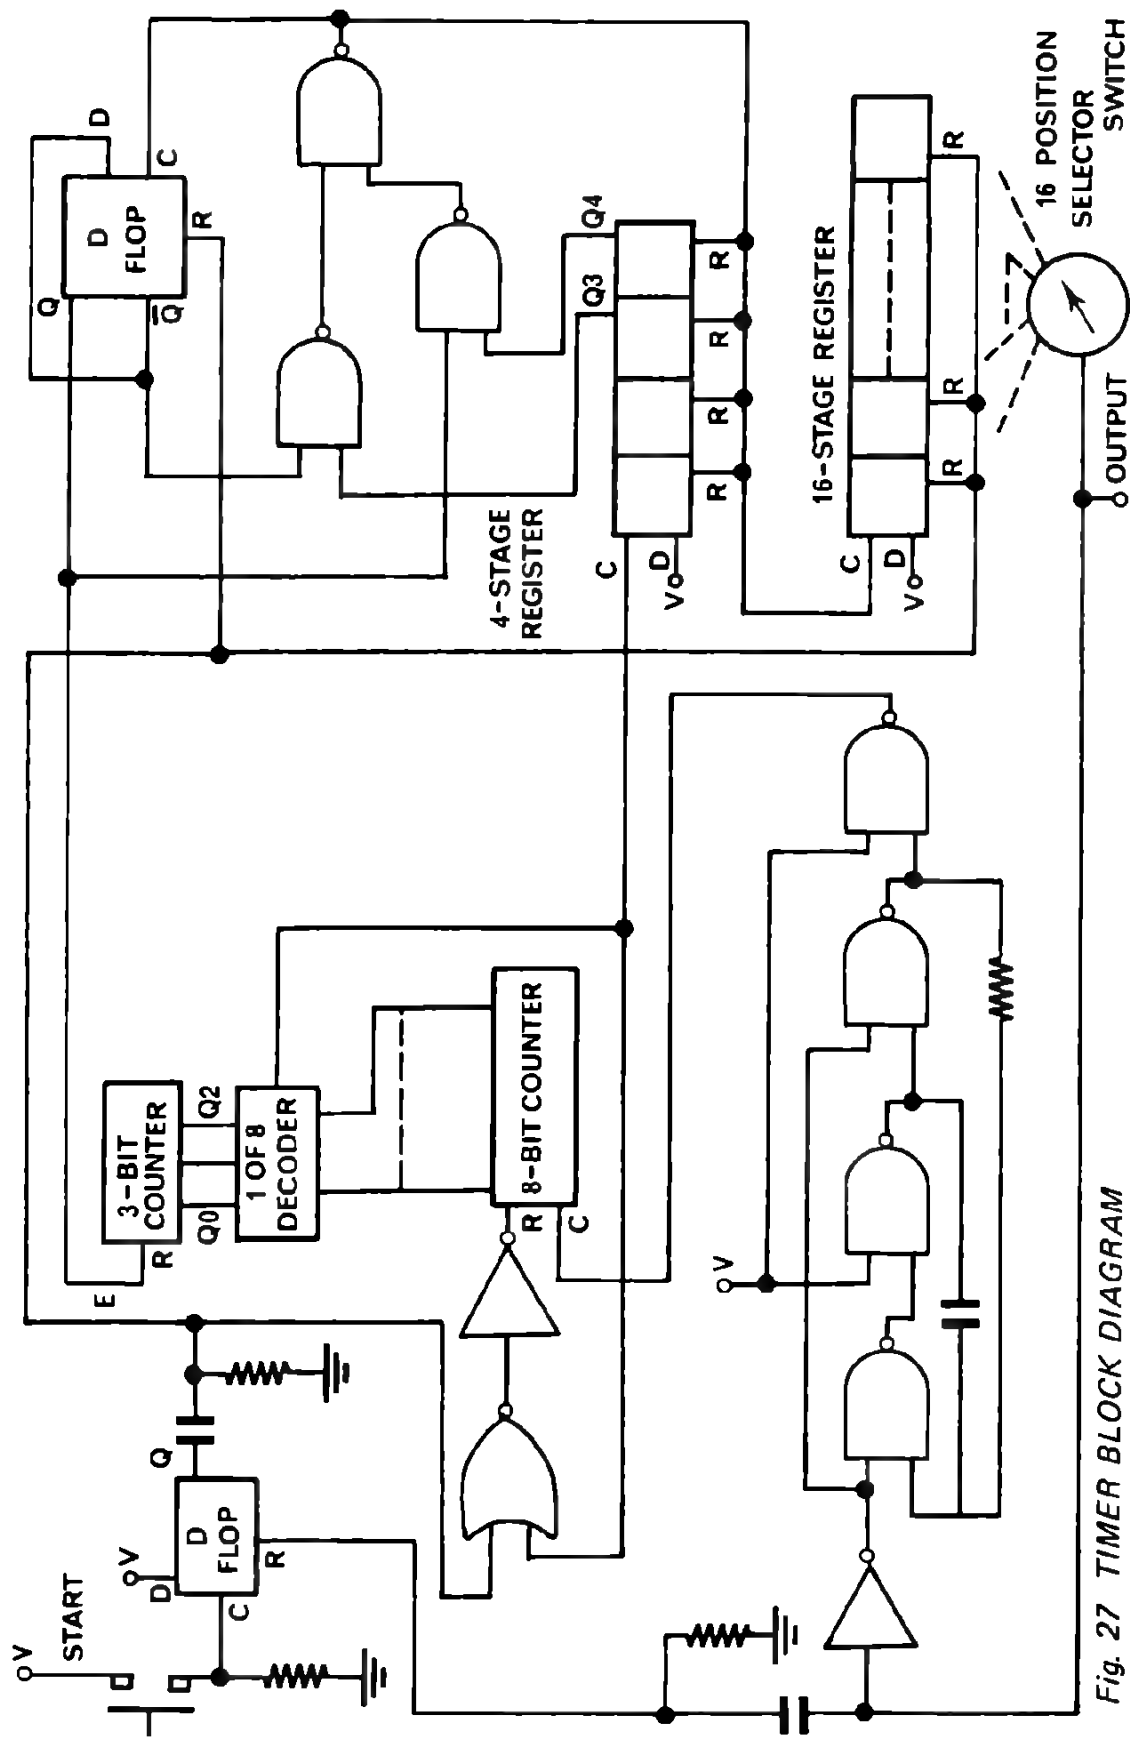 V
START
V
D
D
FLOP
Q
C
R
E
R
3-BIT
COUNTER
Q0
Q2
1 OF 8
DECODER
R
C
8-BIT COUNTER
Q
Q
D
FLOP
D
C
R
4-STAGE
REGISTER
Q3
Q4
C
D
V
R
R
R
R
16-STAGE REGISTER
C
D
V
R
R
R
16 POSITION
SELECTOR
SWITCH
OUTPUT
V
Fig. 27 TIMER BLOCK DIAGRAM